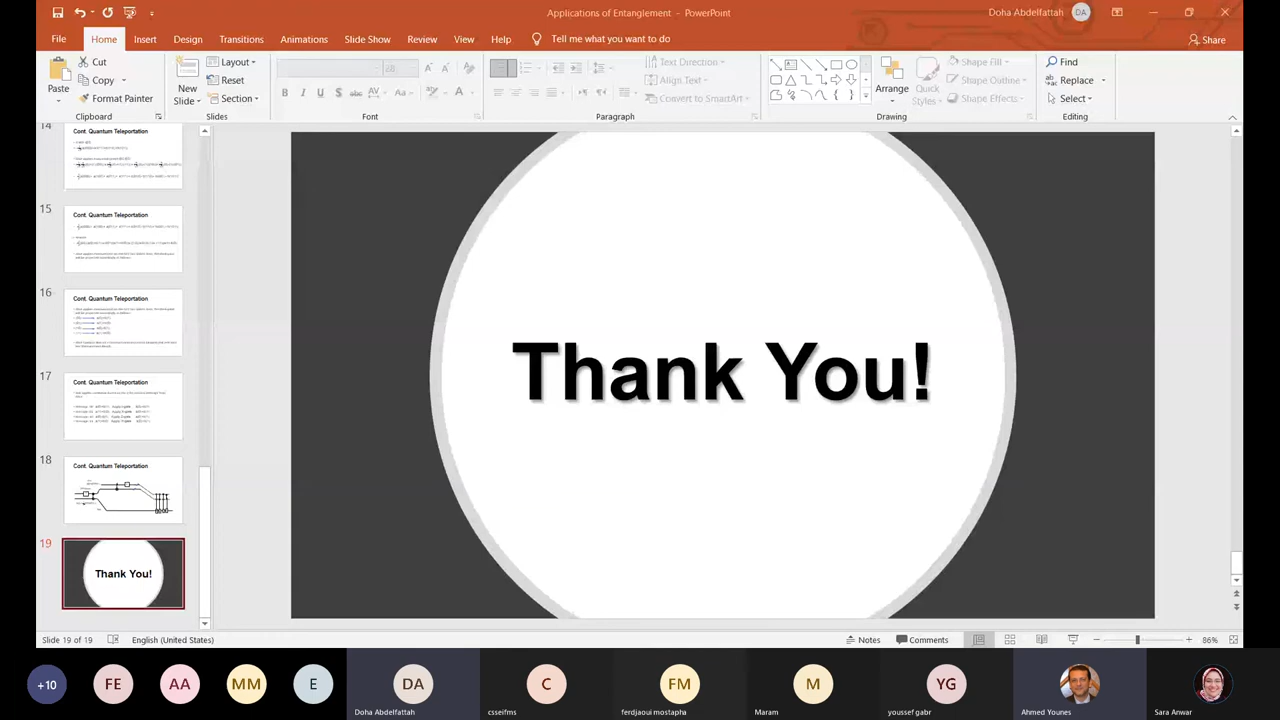 Applications of Entanglement - PowerPoint
Doha Abdelfattah
DA
File
Home
Insert
Design
Transitions
Animations
Slide Show
Review
View
Help
Tell me what you want to do
Share
Paste
Cut
Copy
Format Painter
Clipboard
New
Slide
Layout
Reset
Section
Slides
28
B I U S abc AV Aa A
Font
Text Direction
Align Text
Convert to SmartArt
Paragraph
Arrange
Quick
Styles
Shape Fill
Shape Outline
Shape Effects
Drawing
Find
Replace
Select
Editing
14
Cont. Quantum Teleportation
15
Cont. Quantum Teleportation
16
Cont. Quantum Teleportation
17
Cont. Quantum Teleportation
18
Cont. Quantum Teleportation
19
Thank You!
Thank You!
Slide 19 of 19
English (United States)
Notes
Comments
86%
+10
FE
AA
MM
E
DA
Doha Abdelfattah
C
csseifms
FM
ferdjaoui mostapha
M
Maram
YG
youssef gabr
Ahmed Younes
Sara Anwar